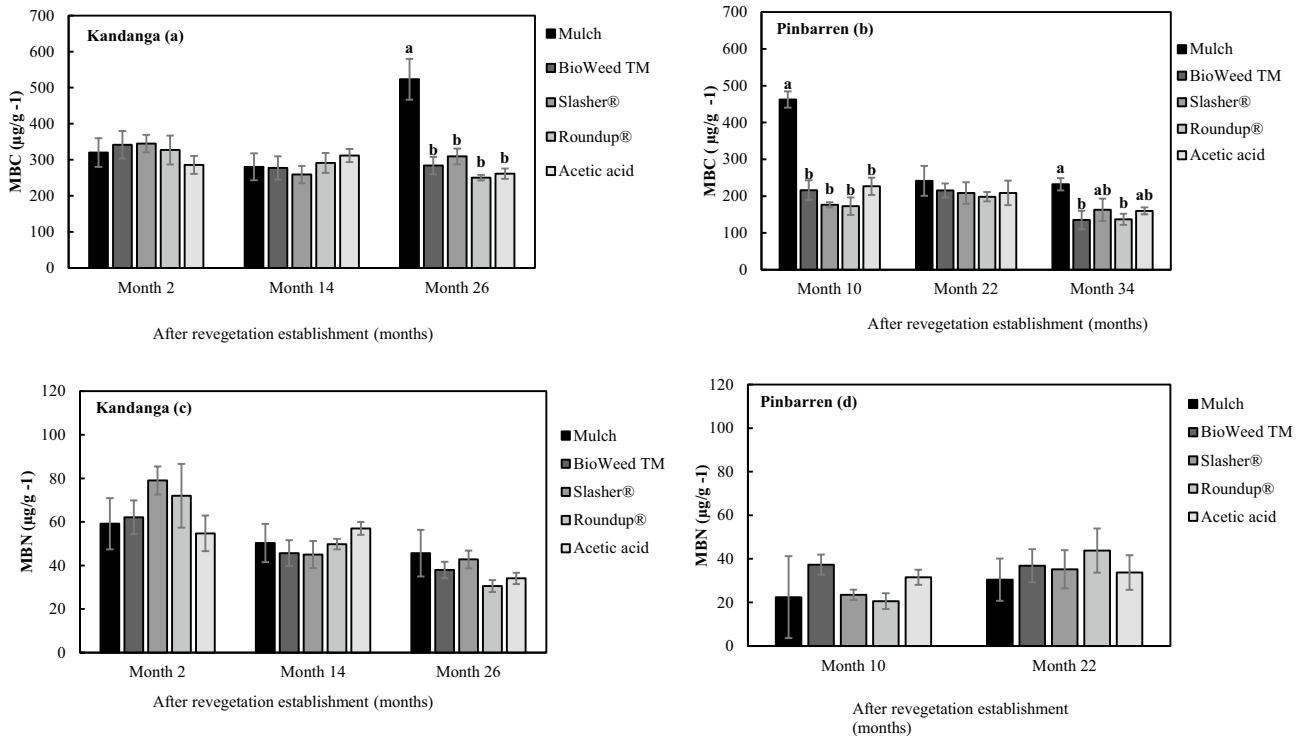 700
600
500
400
300
200
100
0
MBC (µg/g -1)
Kandanga (a)
a
b
b
b
b
Month 2
Month 14
Month 26
After revegetation establishment (months)
Mulch
BioWeed TM
Slasher®
Roundup®
Acetic acid
700
600
500
400
300
200
100
0
MBC ( µg/g -1)
Pinbarren (b)
a
b
b
b
b
a
b
ab
b
ab
Month 10
Month 22
Month 34
After revegetation establishment (months)
Mulch
BioWeed TM
Slasher®
Roundup®
Acetic acid
120
100
80
60
40
20
0
MBN (µg/g -1)
Kandanga (c)
Month 2
Month 14
Month 26
After revegetation establishment (months)
Mulch
BioWeed TM
Slasher®
Roundup®
Acetic acid
120
100
80
60
40
20
0
MBN (µg/g -1)
Pinbarren (d)
Month 10
Month 22
After revegetation establishment
(months)
Mulch
BioWeed TM
Slasher®
Roundup®
Acetic acid